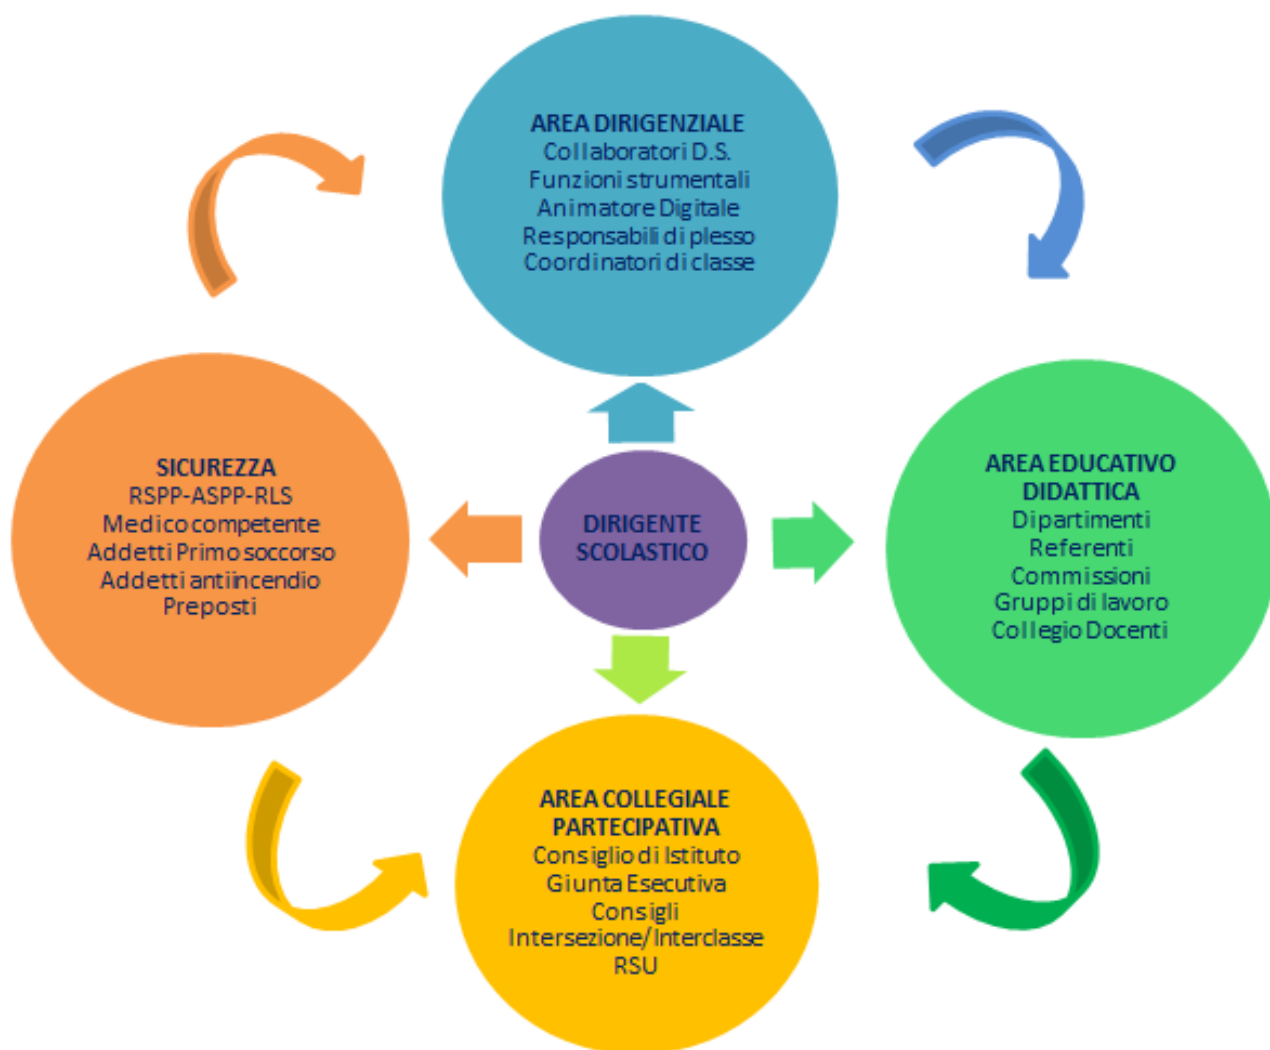 AREA DIRIGENZIALE
Collaboratori D.S.
Funzioni strumentali
Animatore Digitale
Responsabili di plesso
Coordinatori di classe
SICUREZZA
RSPP-ASPP-RLS
Medico competente
Addetti Primo soccorso
Addetti antiincendio
Preposti
DIRIGENTE
SCOLASTICO
AREA EDUCATIVO
DIDATTICA
Dipartimenti
Referenti
Commissioni
Gruppi di lavoro
Collegio Docenti
AREA COLLEGIALE
PARTECIPATIVA
Consiglio di Istituto
Giunta Esecutiva
Consigli
Intersezione/Interclasse
RSU